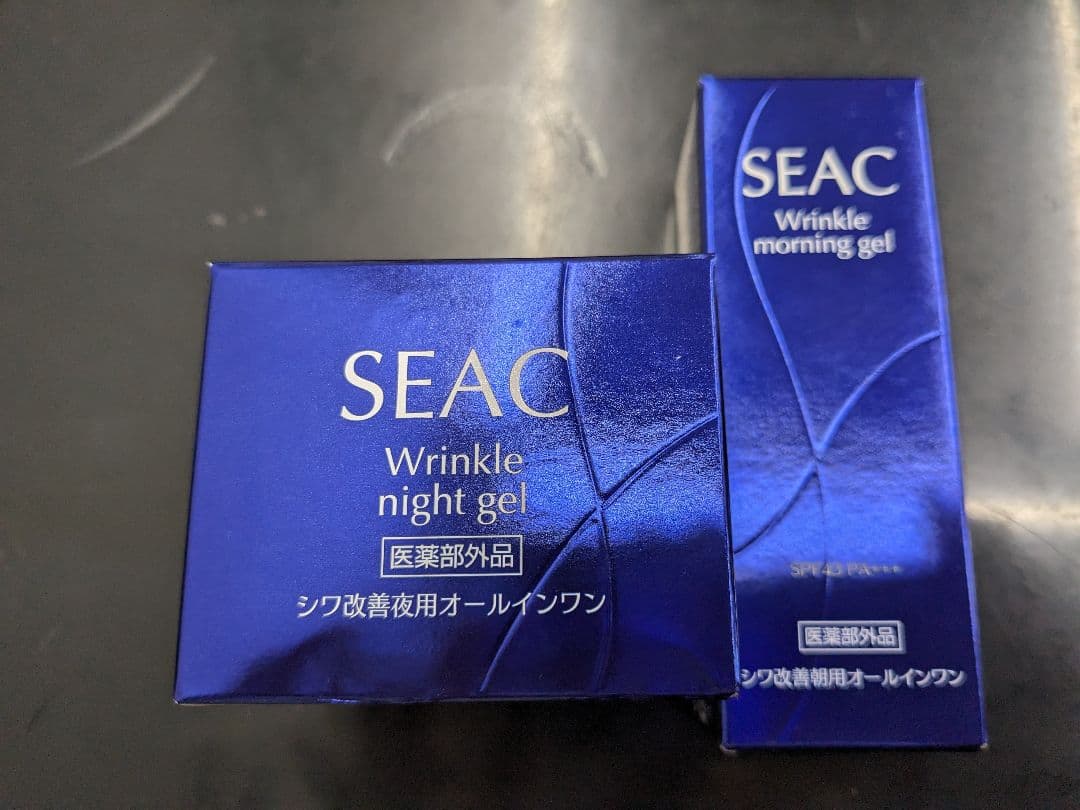 SEAC
Wrinkle
night gel
医薬部外品
シワ改善夜用オールインワン
SEAC
Wrinkle
morning gel
PA+++
医薬部外品
シワ改善朝用オールインワン